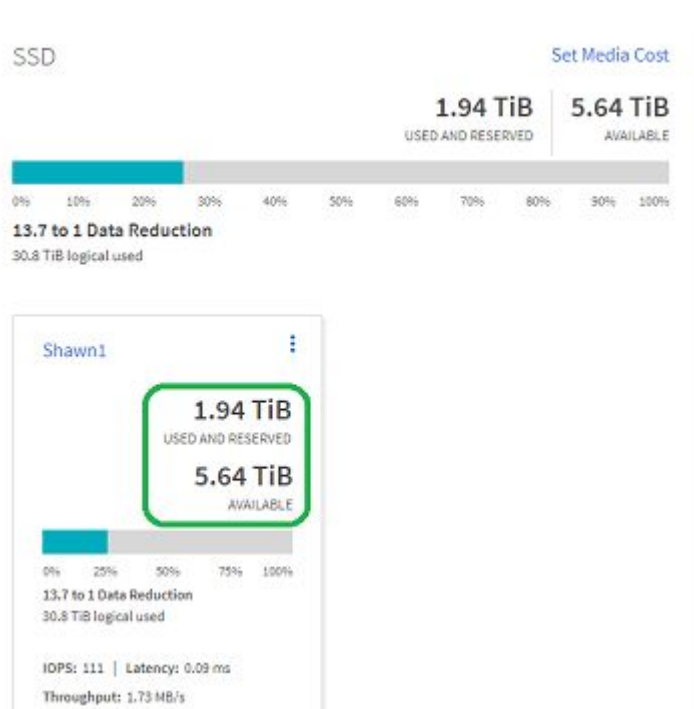 SSD
Set Media Cost
1.94 TiB 5.64 TiB
USED AND RESERVED AVAILABLE
0% 10% 20% 30% 40% 50% 60% 70% 80% 90% 100%
13.7 to 1 Data Reduction
30.8 TiB logical used
Shawn1
1.94 TiB
USED AND RESERVED
5.64 TiB
AVAILABLE
0% 25% 50% 75% 100%
13.7 to 1 Data Reduction
30.8 TiB logical used
IOPS: 111 | Latency: 0.09 ms
Throughput: 1.73 MB/s